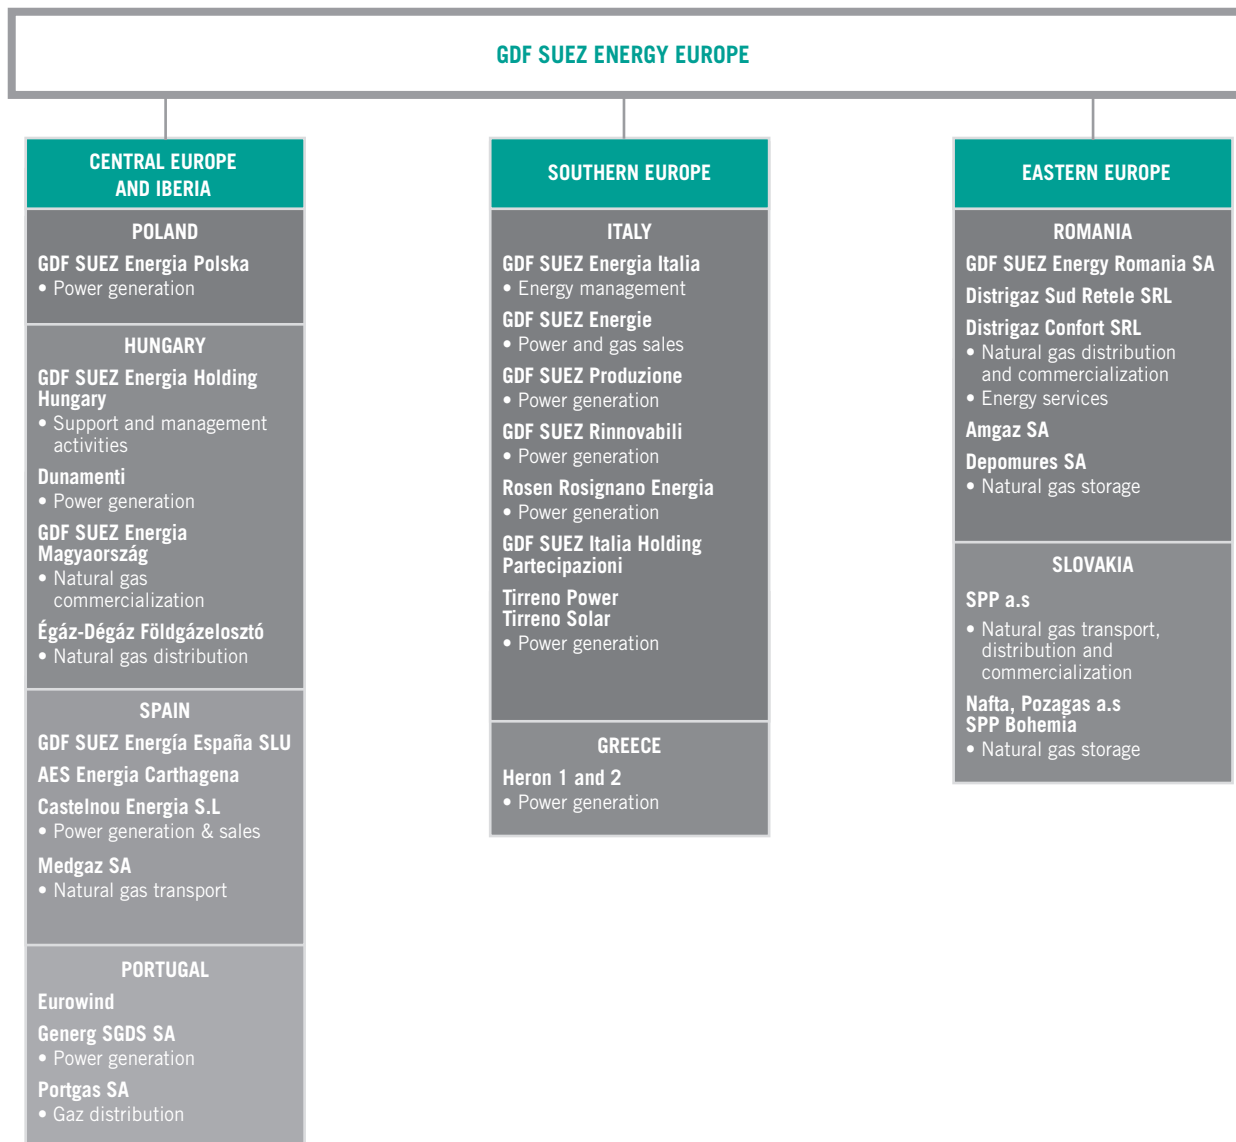 GDF SUEZ ENERGY EUROPE
CENTRAL EUROPE
AND IBERIA
POLAND
GDF SUEZ Energia Polska
• Power generation
HUNGARY
GDF SUEZ Energia Holding
Hungary
• Support and management
activities
Dunamenti
• Power generation
GDF SUEZ Energia
Magyaország
• Natural gas
commercialization
Égáz-Dégáz Földgázelosztó
• Natural gas distribution
SPAIN
GDF SUEZ Energía España SLU
AES Energia Carthagena
Castelnou Energia S.L
• Power generation & sales
Medgaz SA
• Natural gas transport
PORTUGAL
Eurowind
Generg SGDS SA
• Power generation
Portgas SA
• Gaz distribution
SOUTHERN EUROPE
ITALY
GDF SUEZ Energia Italia
• Energy management
GDF SUEZ Energie
• Power and gas sales
GDF SUEZ Produzione
• Power generation
GDF SUEZ Rinnovabili
• Power generation
Rosen Rosignano Energia
• Power generation
GDF SUEZ Italia Holding
Partecipazioni
Tirreno Power
Tirreno Solar
• Power generation
GREECE
Heron 1 and 2
• Power generation
EASTERN EUROPE
ROMANIA
GDF SUEZ Energy Romania SA
Distrigaz Sud Retele SRL
Distrigaz Confort SRL
• Natural gas distribution
and commercialization
• Energy services
Amgaz SA
Depomures SA
• Natural gas storage
SLOVAKIA
SPP a.s
• Natural gas transport,
distribution and
commercialization
Nafta, Pozagas a.s
SPP Bohemia
• Natural gas storage